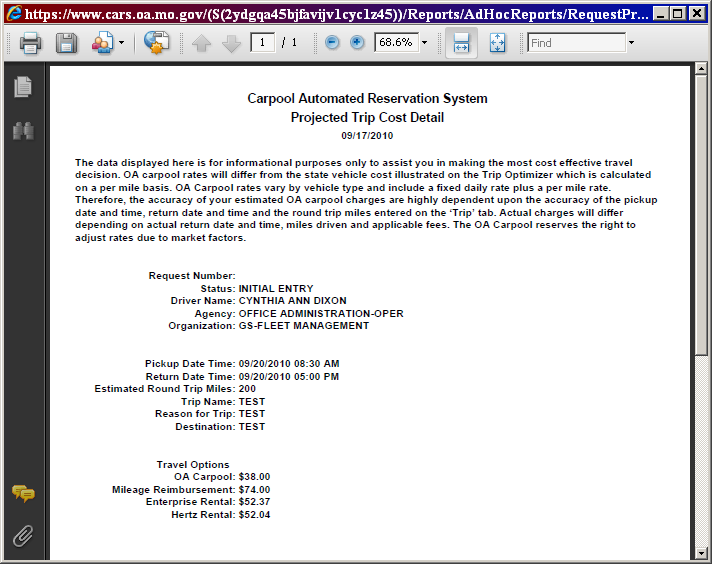 https://www.cars.oa.mo.gov/(S(2ydgqa45bjfavijv1cyc1z45))/Reports/AdHocReports/RequestPr...
1 / 1 68.6% Find
Carpool Automated Reservation System
Projected Trip Cost Detail
09/17/2010
The data displayed here is for informational purposes only to assist you in making the most cost effective travel
decision. OA carpool rates will differ from the state vehicle cost illustrated on the Trip Optimizer which is calculated
on a per mile basis. OA Carpool rates vary by vehicle type and include a fixed daily rate plus a per mile rate.
Therefore, the accuracy of your estimated OA carpool charges are highly dependent upon the accuracy of the pickup
date and time, return date and time and the round trip miles entered on the ‘Trip’ tab. Actual charges will differ
depending on actual return date and time, miles driven and applicable fees. The OA Carpool reserves the right to
adjust rates due to market factors.
Request Number:
Status: INITIAL ENTRY
Driver Name: CYNTHIA ANN DIXON
Agency: OFFICE ADMINISTRATION-OPER
Organization: GS-FLEET MANAGEMENT
Pickup Date Time: 09/20/2010 08:30 AM
Return Date Time: 09/20/2010 05:00 PM
Estimated Round Trip Miles: 200
Trip Name: TEST
Reason for Trip: TEST
Destination: TEST
Travel Options
OA Carpool: $38.00
Mileage Reimbursement: $74.00
Enterprise Rental: $52.37
Hertz Rental: $52.04